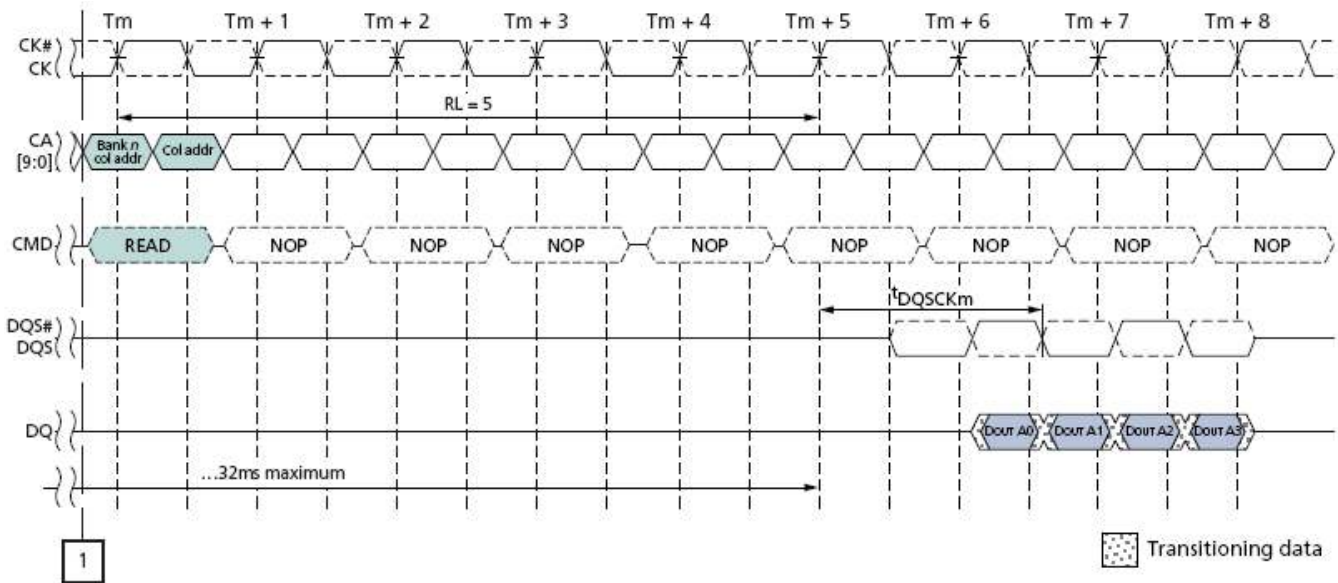 Tm Tm + 1 Tm + 2 Tm + 3 Tm + 4 Tm + 5 Tm + 6 Tm + 7 Tm + 8
CK#
CK
RL = 5
CA
[9:0]
Bank n
col addr
Col addr
CMD
READ NOP NOP NOP NOP NOP NOP NOP NOP
tDQSCKm
DQS#
DQS
DQ
DOUT A0 DOUT A1 DOUT A2 DOUT A3
...32ms maximum
1
Transitioning data